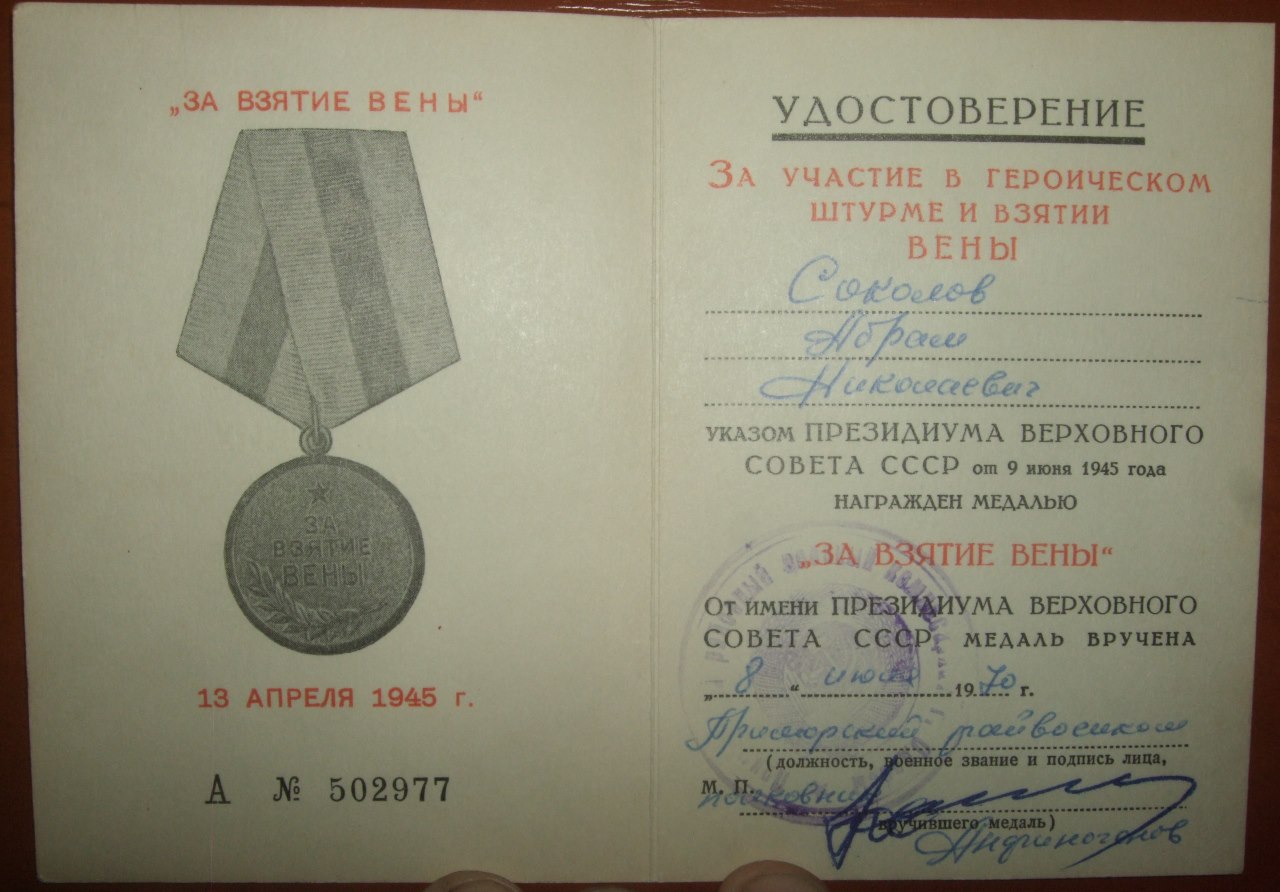 „ЗА ВЗЯТИЕ ВЕНЫ“
ЗА
ВЗЯТИЕ
ВЕНЫ
13 АПРЕЛЯ 1945 г.
А № 502977
УДОСТОВЕРЕНИЕ
За участие в героическом
штурме и взятии
Вены
Соколов
Абрам
Николаевич
указом ПРЕЗИДИУМА ВЕРХОВНОГО
СОВЕТА СССР от 9 июня 1945 года
НАГРАЖДЕН МЕДАЛЬЮ
„ЗА ВЗЯТИЕ ВЕНЫ“
От имени ПРЕЗИДИУМА ВЕРХОВНОГО
СОВЕТА СССР МЕДАЛЬ ВРУЧЕНА
„8“ 1970 г.
Приморский райвоенком
(должность, военное звание и подпись лица,
М. П. полковник
вручившего медаль)